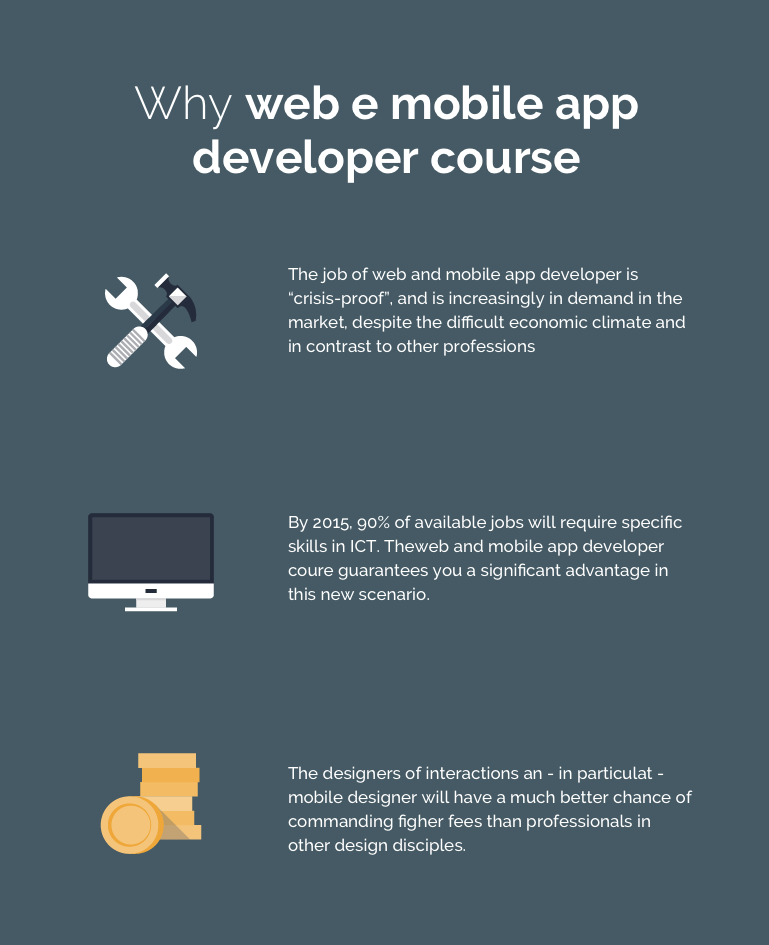 Why web e mobile app
developer course
The job of web and mobile app developer is
“crisis-proof”, and is increasingly in demand in the
market, despite the difficult economic climate and
in contrast to other professions
By 2015, 90% of available jobs will require specific
skills in ICT. Theweb and mobile app developer
coure guarantees you a significant advantage in
this new scenario.
The designers of interactions an - in particulat -
mobile designer will have a much better chance of
commanding figher fees than professionals in
other design disciples.